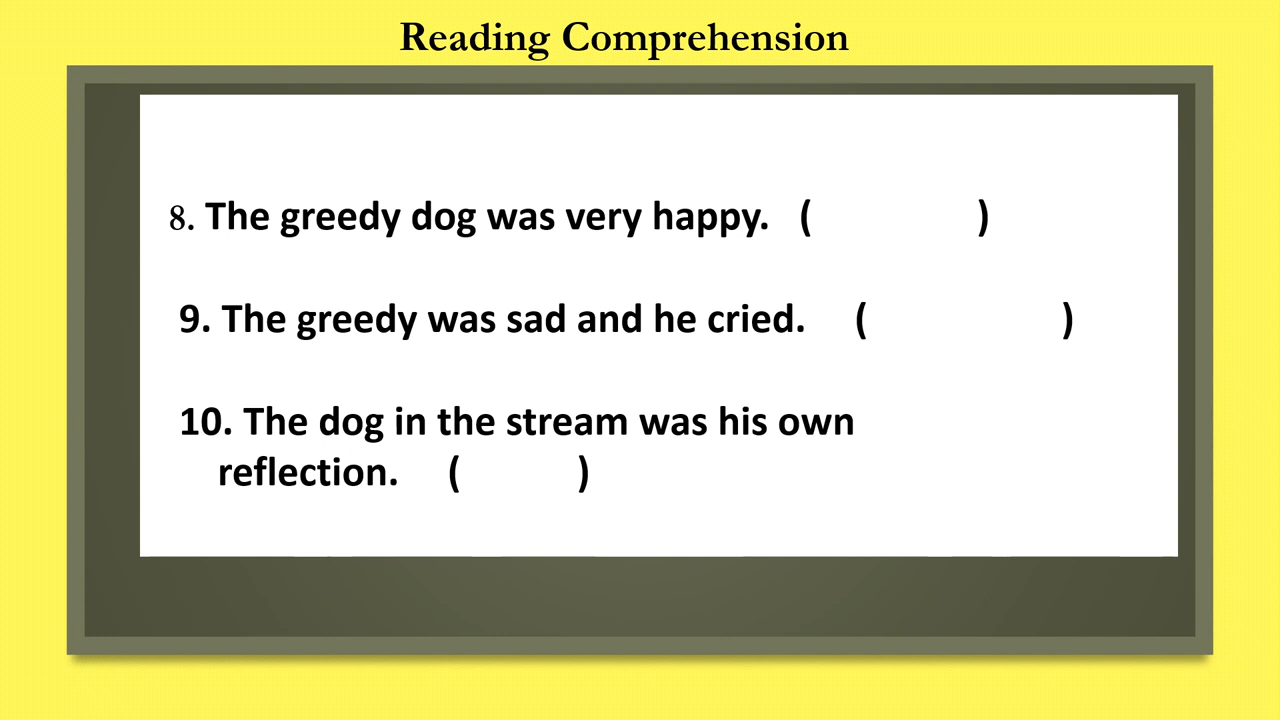 Reading Comprehension
8. The greedy dog was very happy. ( )
9. The greedy was sad and he cried. ( )
10. The dog in the stream was his own
reflection. ( )